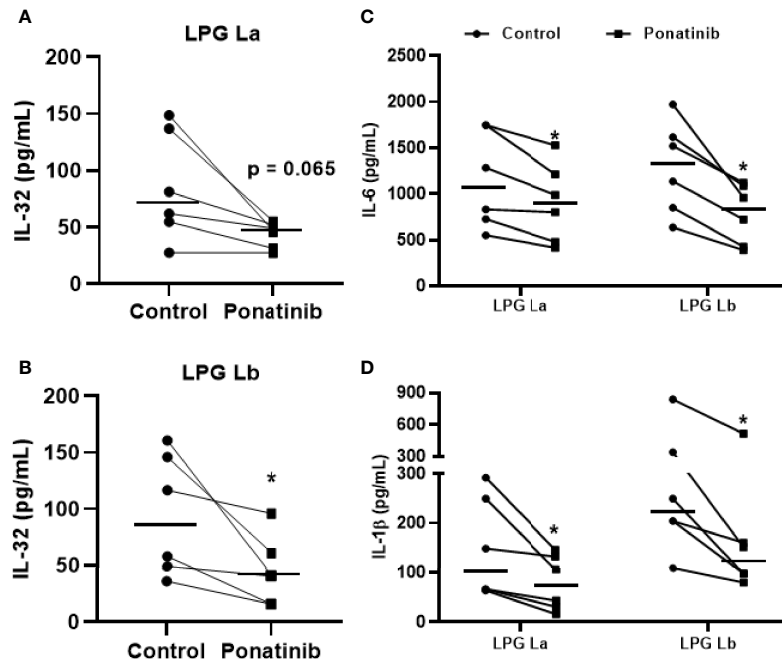 A
LPG La
IL-32 (pg/mL)
200
150
100
50
0
p = 0.065
Control Ponatinib
B
LPG Lb
IL-32 (pg/mL)
200
150
100
50
0
*
Control Ponatinib
C
Control Ponatinib
IL-6 (pg/mL)
2500
2000
1500
1000
500
0
*
*
LPG La LPG Lb
D
IL-1β (pg/mL)
900
600
300
300
200
100
0
*
*
LPG La LPG Lb